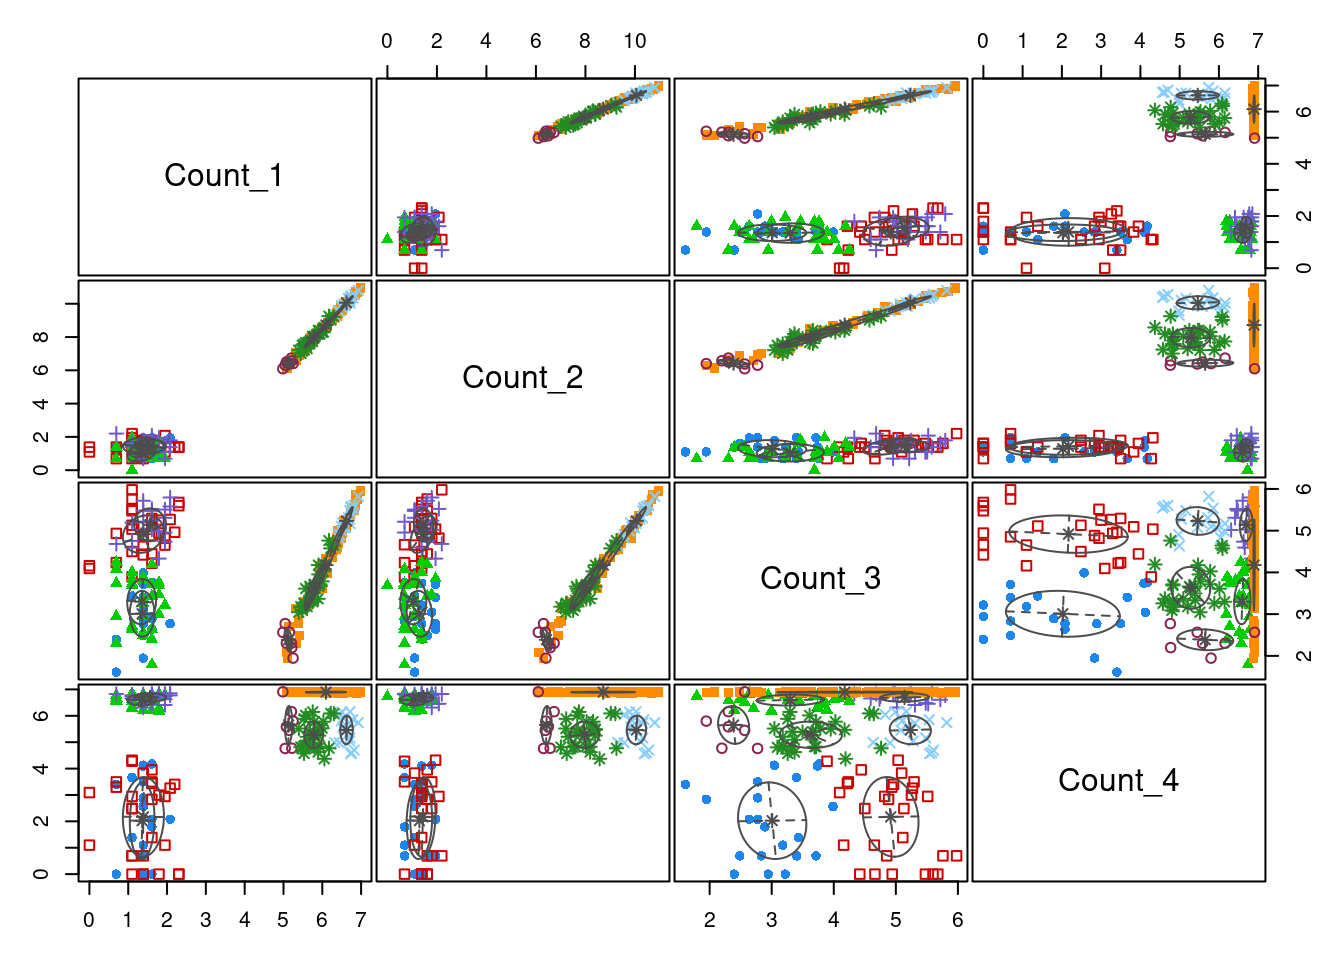 0 2 4 6 8 10 0 1 2 3 4 5 6 7
Count_1
0 2 4 6
Count_2
0 2 4 6 8
Count_3
2 3 4 5 6
Count_4
0 2 4 6
0 1 2 3 4 5 6 7 2 3 4 5 6